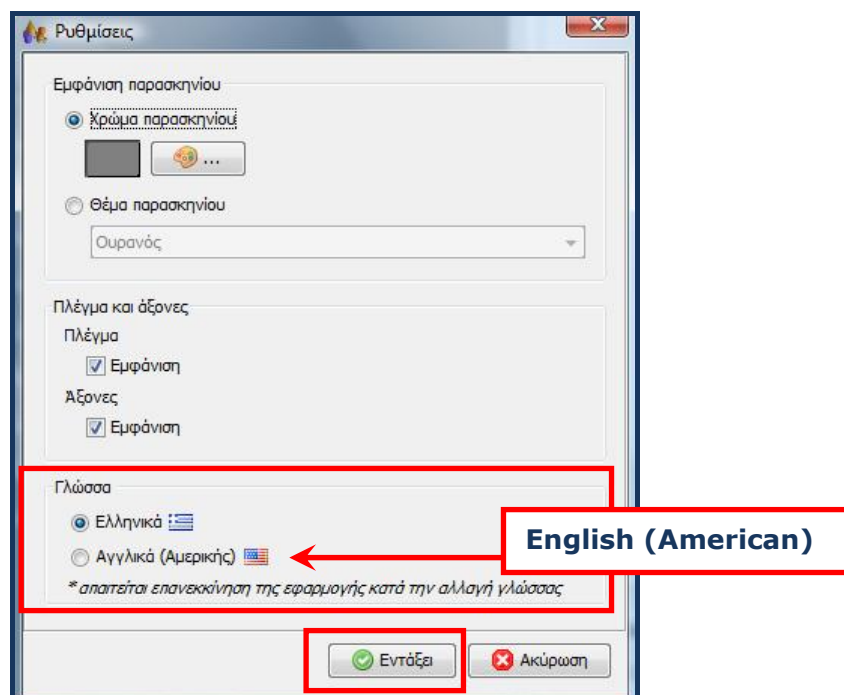 Ρυθμίσεις
Εμφάνιση παρασκηνίου
Χρώμα παρασκηνίου
...
Θέμα παρασκηνίου
Ουρανός
Πλέγμα και άξονες
Πλέγμα
Εμφάνιση
Άξονες
Εμφάνιση
Γλώσσα
Ελληνικά
Αγγλικά (Αμερικής)
English (American)
* απαιτείται επανεκκίνηση της εφαρμογής κατά την αλλαγή γλώσσας
Εντάξει
Ακύρωση